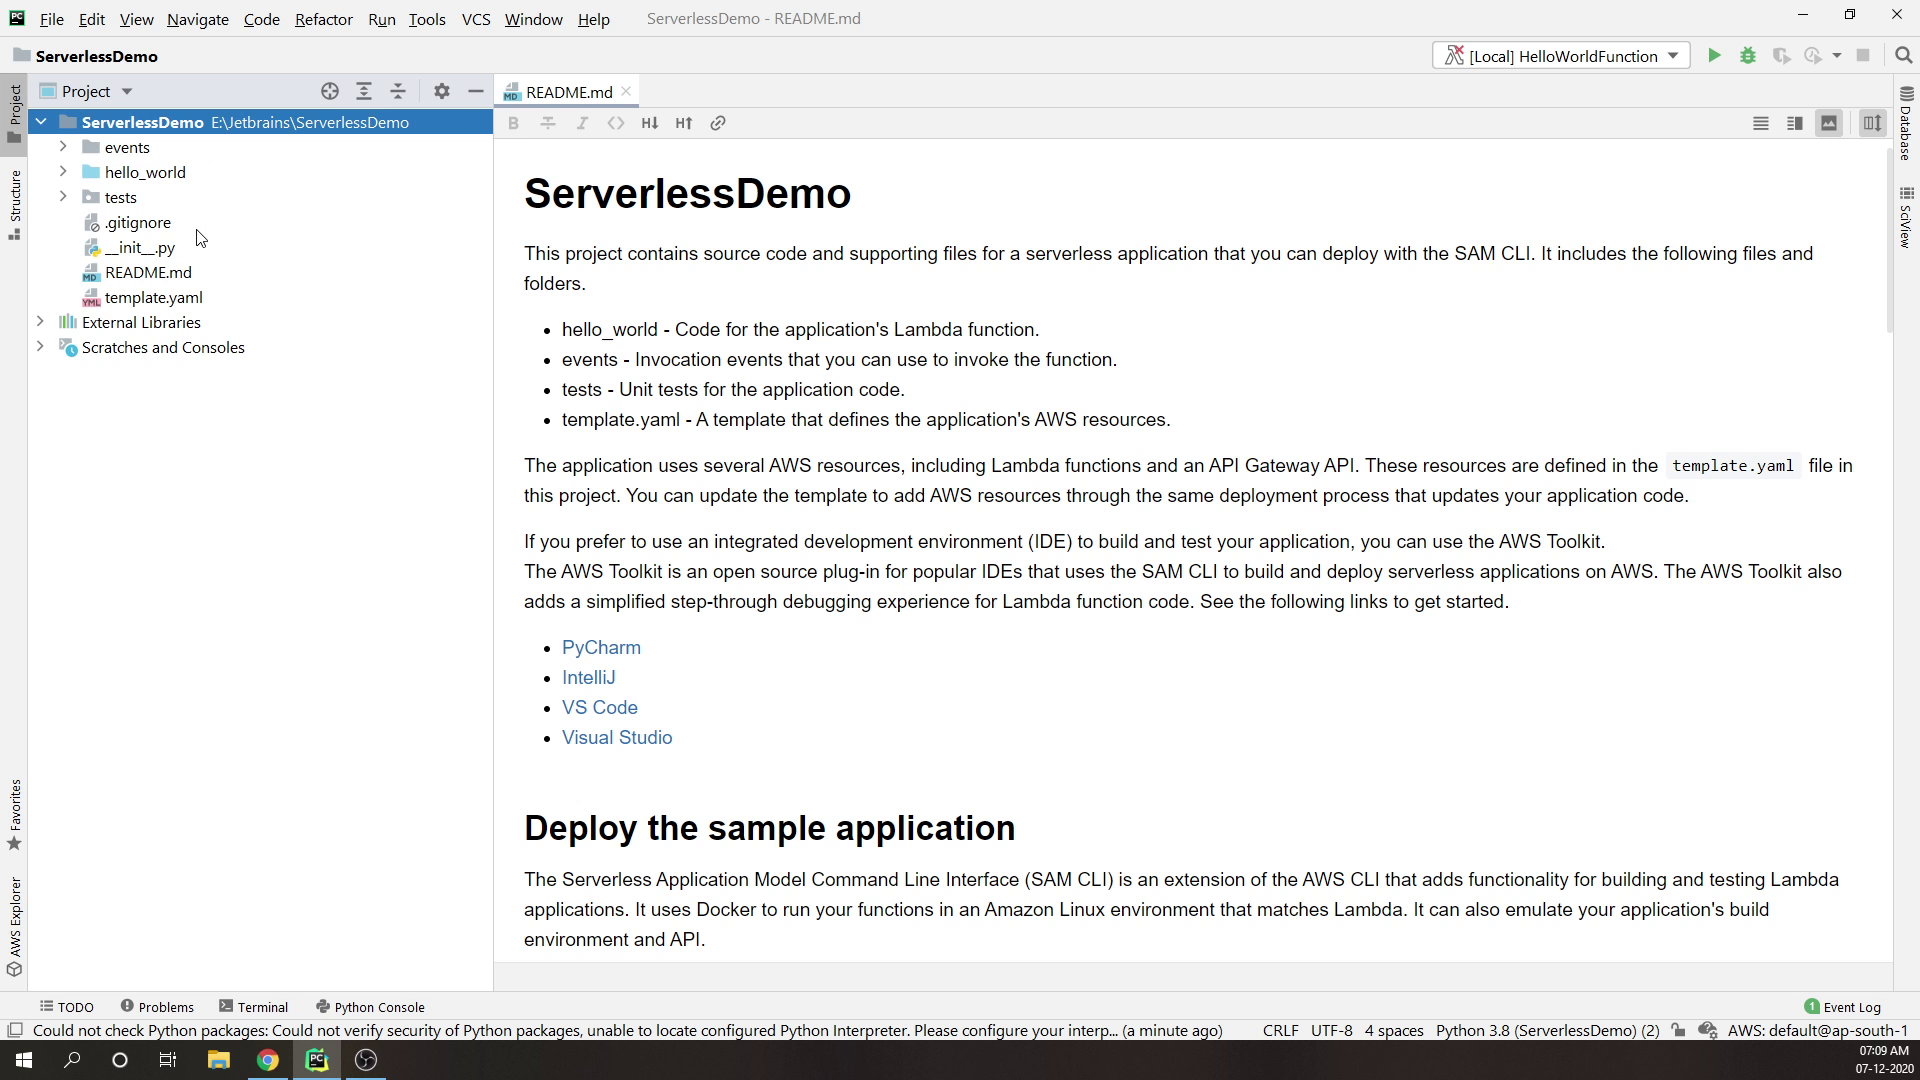 PC File Edit View Navigate Code Refactor Run Tools VCS Window Help ServerlessDemo - README.md
ServerlessDemo [Local] HelloWorldFunction
Project
README.md
B H↓ H↑
ServerlessDemo E:\Jetbrains\ServerlessDemo
events
hello_world
tests
.gitignore
__init__.py
README.md
template.yaml
External Libraries
Scratches and Consoles
Project
Structure
Favorites
AWS Explorer
ServerlessDemo
This project contains source code and supporting files for a serverless application that you can deploy with the SAM CLI. It includes the following files and
folders.
• hello_world - Code for the application's Lambda function.
• events - Invocation events that you can use to invoke the function.
• tests - Unit tests for the application code.
• template.yaml - A template that defines the application's AWS resources.
The application uses several AWS resources, including Lambda functions and an API Gateway API. These resources are defined in the template.yaml file in
this project. You can update the template to add AWS resources through the same deployment process that updates your application code.
If you prefer to use an integrated development environment (IDE) to build and test your application, you can use the AWS Toolkit.
The AWS Toolkit is an open source plug-in for popular IDEs that uses the SAM CLI to build and deploy serverless applications on AWS. The AWS Toolkit also
adds a simplified step-through debugging experience for Lambda function code. See the following links to get started.
• PyCharm
• IntelliJ
• VS Code
• Visual Studio
Deploy the sample application
The Serverless Application Model Command Line Interface (SAM CLI) is an extension of the AWS CLI that adds functionality for building and testing Lambda
applications. It uses Docker to run your functions in an Amazon Linux environment that matches Lambda. It can also emulate your application's build
environment and API.
Database
SciView
TODO Problems Terminal Python Console 1 Event Log
Could not check Python packages: Could not verify security of Python packages, unable to locate configured Python Interpreter. Please configure your interp... (a minute ago) CRLF UTF-8 4 spaces Python 3.8 (ServerlessDemo) (2) AWS: default@ap-south-1
07:09 AM
07-12-2020